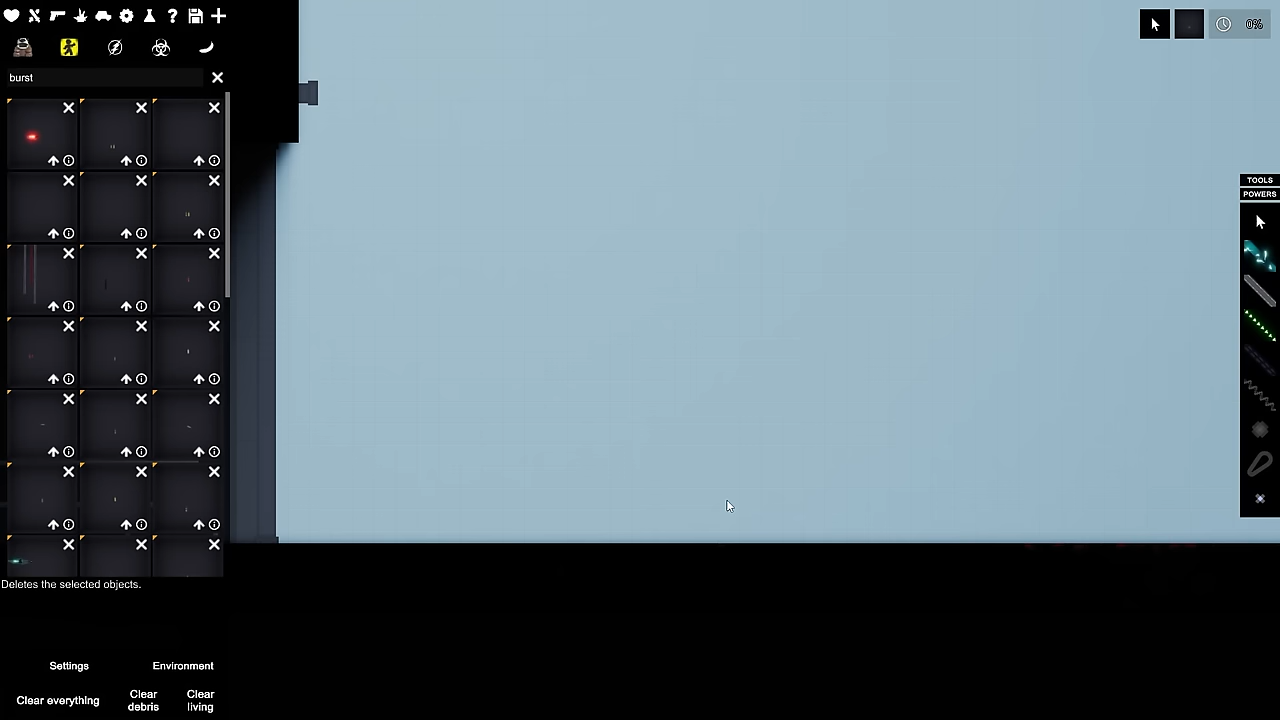 0%
burst
TOOLS
POWERS
Deletes the selected objects.
Settings
Environment
Clear everything
Clear debris
Clear living